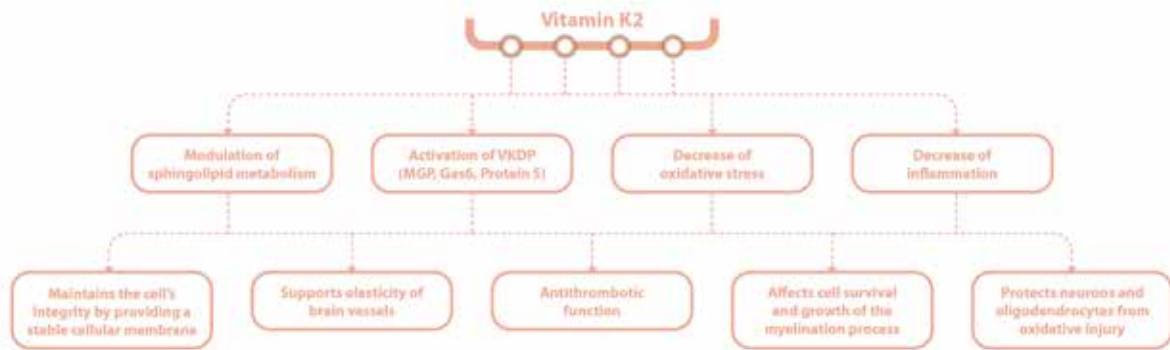 Vitamin K2
Modulation of
sphingolipid metabolism
Activation of VKDP
(MGP, Gas6, Protein S)
Decrease of
oxidative stress
Decrease of
inflammation
Maintains the cell's
integrity by providing a
stable cellular membrane
Supports elasticity of
brain vessels
Antithrombotic
function
Affects cell survival
and growth of the
myelination process
Protects neurons and
oligodendrocytes from
oxidative injury